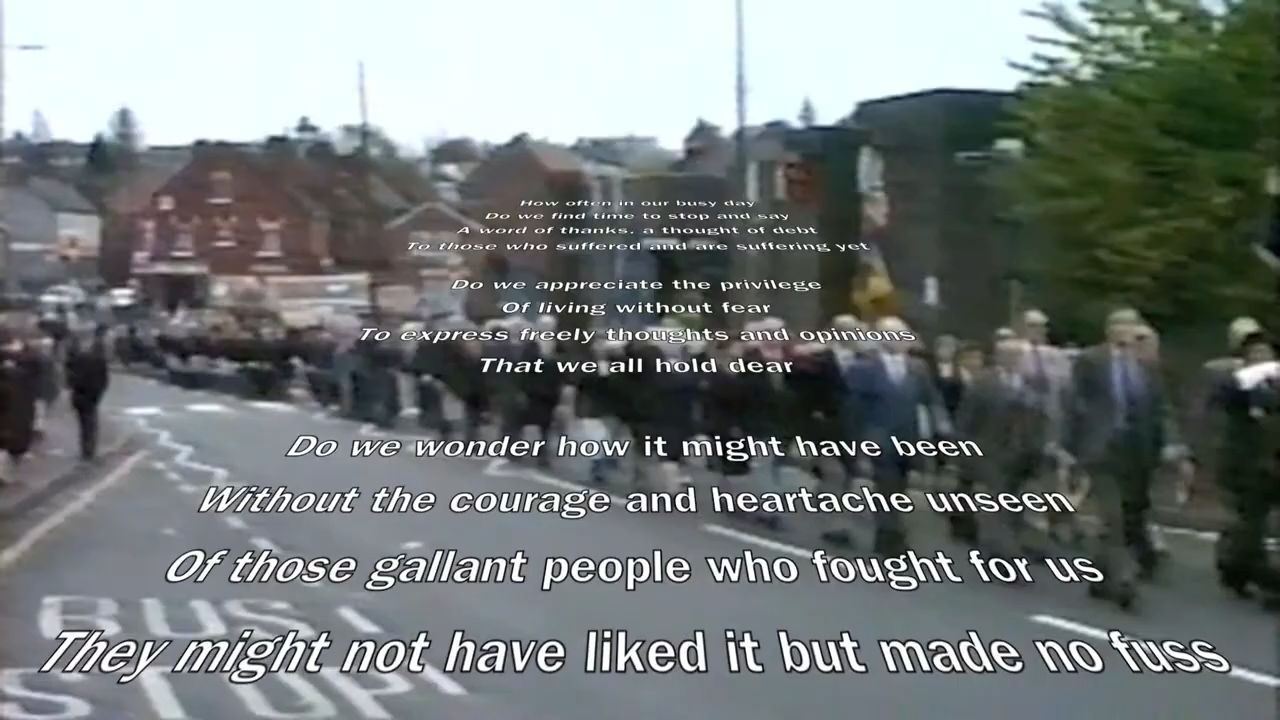 How often in our busy day
Do we find time to stop and say
A word of thanks, a thought of debt
To those who suffered and are suffering yet
Do we appreciate the privilege
Of living without fear
To express freely thoughts and opinions
That we all hold dear
Do we wonder how it might have been
Without the courage and heartache unseen
Of those gallant people who fought for us
They might not have liked it but made no fuss
BUS
STOP